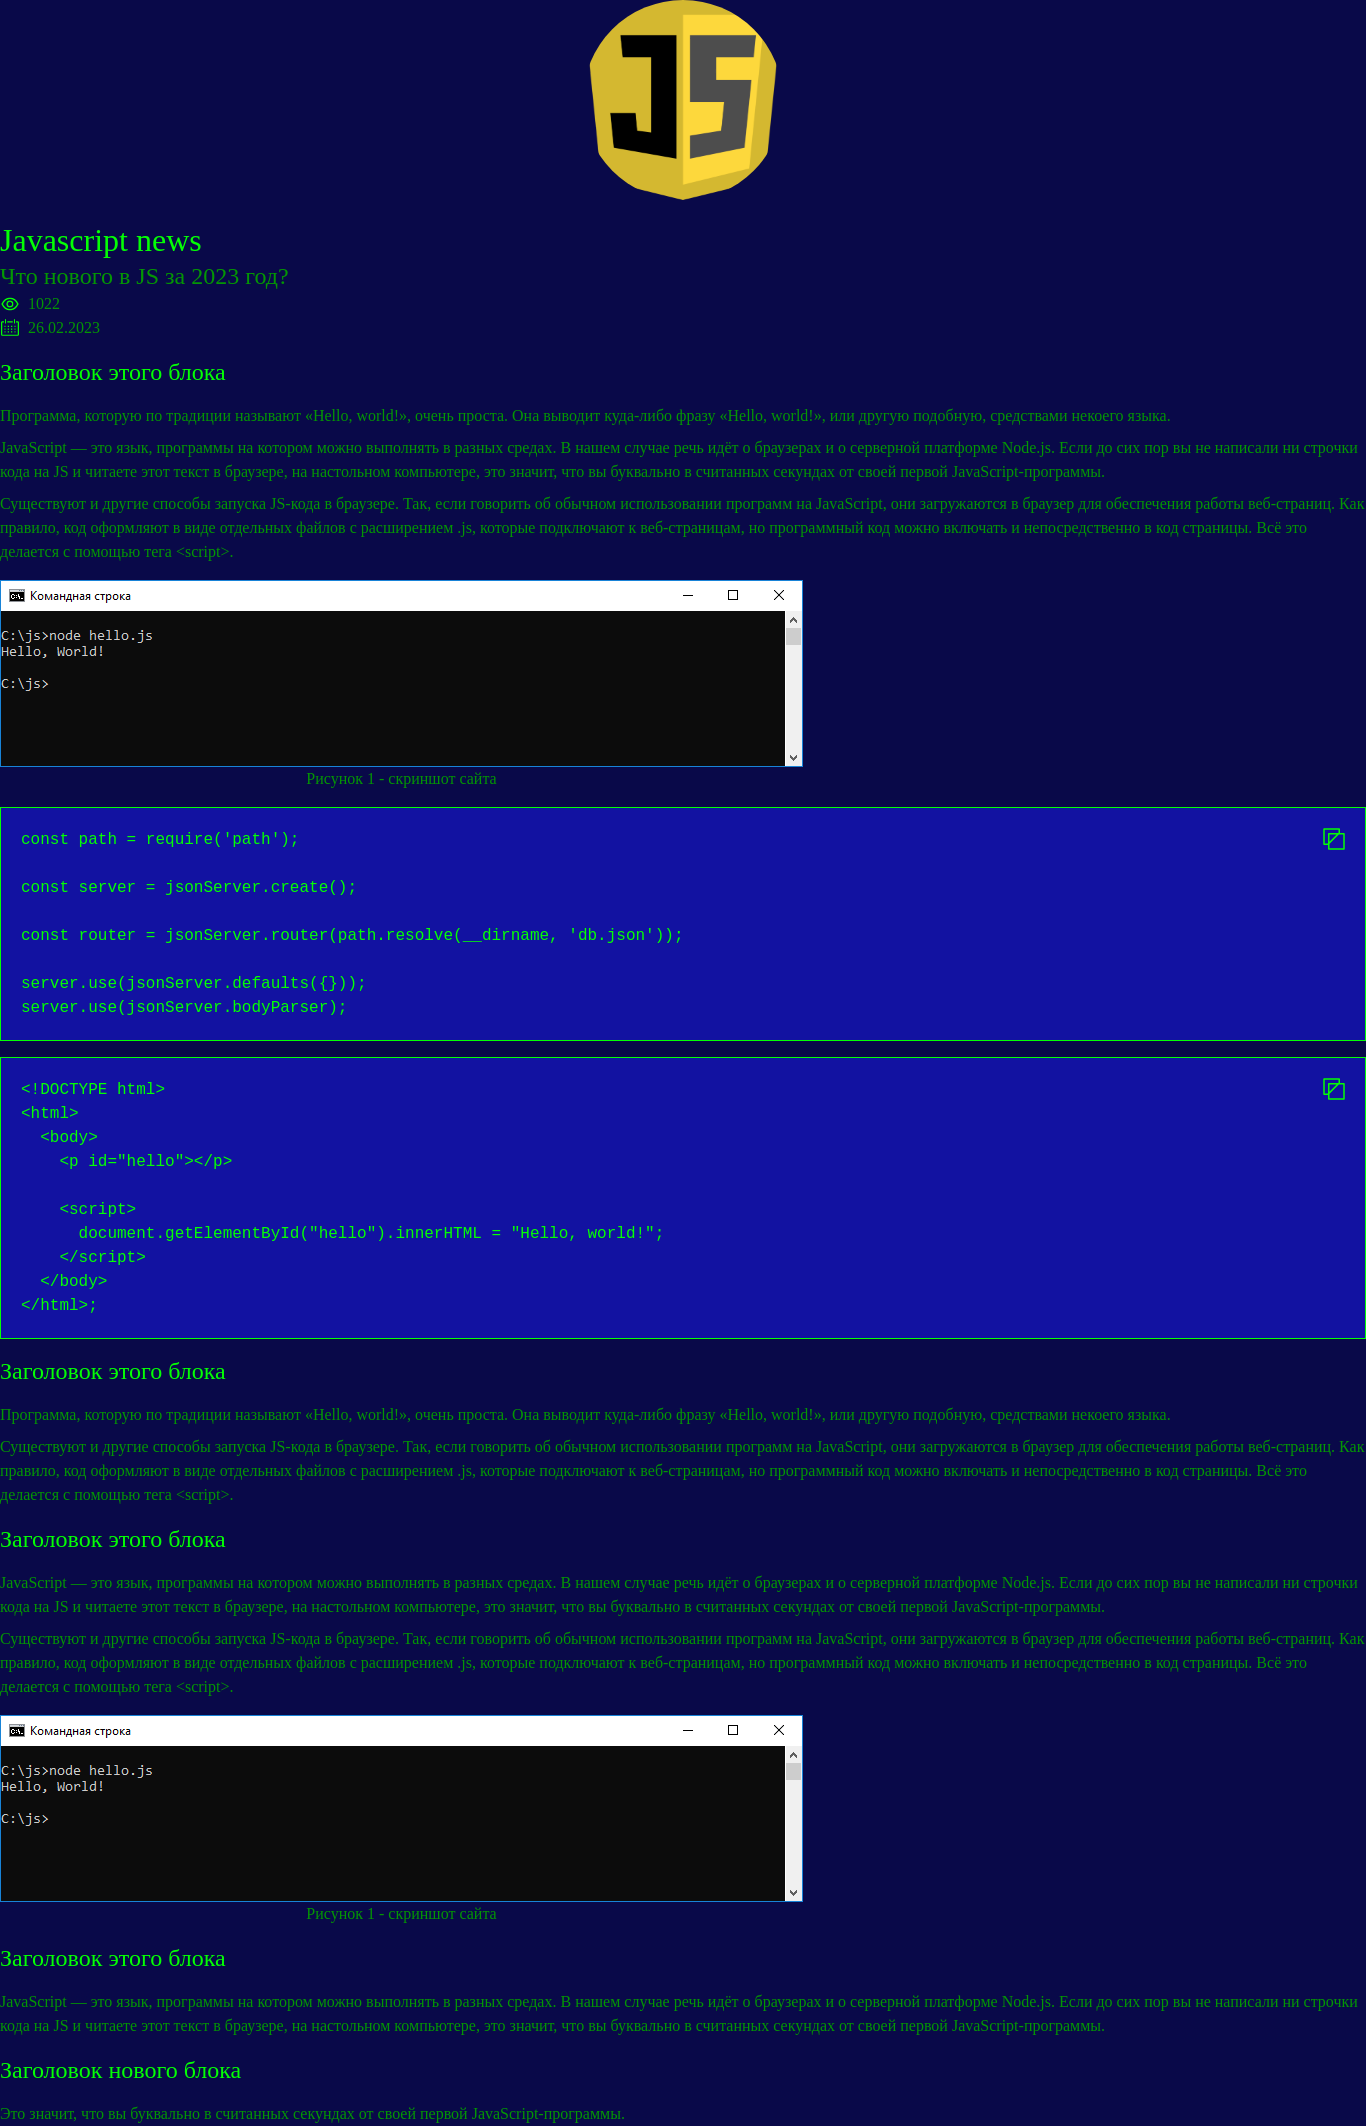 JS
Javascript news
Что нового в JS за 2023 год?
1022
26.02.2023
Заголовок этого блока
Программа, которую по традиции называют «Hello, world!», очень проста. Она выводит куда-либо фразу «Hello, world!», или другую подобную, средствами некоего языка.
JavaScript — это язык, программы на котором можно выполнять в разных средах. В нашем случае речь идёт о браузерах и о серверной платформе Node.js. Если до сих пор вы не написали ни строчки
кода на JS и читаете этот текст в браузере, на настольном компьютере, это значит, что вы буквально в считанных секундах от своей первой JavaScript-программы.
Существуют и другие способы запуска JS-кода в браузере. Так, если говорить об обычном использовании программ на JavaScript, они загружаются в браузер для обеспечения работы веб-страниц. Как
правило, код оформляют в виде отдельных файлов с расширением .js, которые подключают к веб-страницам, но программный код можно включать и непосредственно в код страницы. Всё это
делается с помощью тега <script>.
Командная строка
C:\js>node hello.js
Hello, World!
C:\js>
Рисунок 1 - скриншот сайта
const path = require('path');
const server = jsonServer.create();
const router = jsonServer.router(path.resolve(__dirname, 'db.json'));
server.use(jsonServer.defaults({}));
server.use(jsonServer.bodyParser);
<!DOCTYPE html>
<html>
  <body>
    <p id="hello"></p>
    <script>
      document.getElementById("hello").innerHTML = "Hello, world!";
    </script>
  </body>
</html>;
Заголовок этого блока
Программа, которую по традиции называют «Hello, world!», очень проста. Она выводит куда-либо фразу «Hello, world!», или другую подобную, средствами некоего языка.
Существуют и другие способы запуска JS-кода в браузере. Так, если говорить об обычном использовании программ на JavaScript, они загружаются в браузер для обеспечения работы веб-страниц. Как
правило, код оформляют в виде отдельных файлов с расширением .js, которые подключают к веб-страницам, но программный код можно включать и непосредственно в код страницы. Всё это
делается с помощью тега <script>.
Заголовок этого блока
JavaScript — это язык, программы на котором можно выполнять в разных средах. В нашем случае речь идёт о браузерах и о серверной платформе Node.js. Если до сих пор вы не написали ни строчки
кода на JS и читаете этот текст в браузере, на настольном компьютере, это значит, что вы буквально в считанных секундах от своей первой JavaScript-программы.
Существуют и другие способы запуска JS-кода в браузере. Так, если говорить об обычном использовании программ на JavaScript, они загружаются в браузер для обеспечения работы веб-страниц. Как
правило, код оформляют в виде отдельных файлов с расширением .js, которые подключают к веб-страницам, но программный код можно включать и непосредственно в код страницы. Всё это
делается с помощью тега <script>.
Командная строка
C:\js>node hello.js
Hello, World!
C:\js>
Рисунок 1 - скриншот сайта
Заголовок этого блока
JavaScript — это язык, программы на котором можно выполнять в разных средах. В нашем случае речь идёт о браузерах и о серверной платформе Node.js. Если до сих пор вы не написали ни строчки
кода на JS и читаете этот текст в браузере, на настольном компьютере, это значит, что вы буквально в считанных секундах от своей первой JavaScript-программы.
Заголовок нового блока
Это значит, что вы буквально в считанных секундах от своей первой JavaScript-программы.